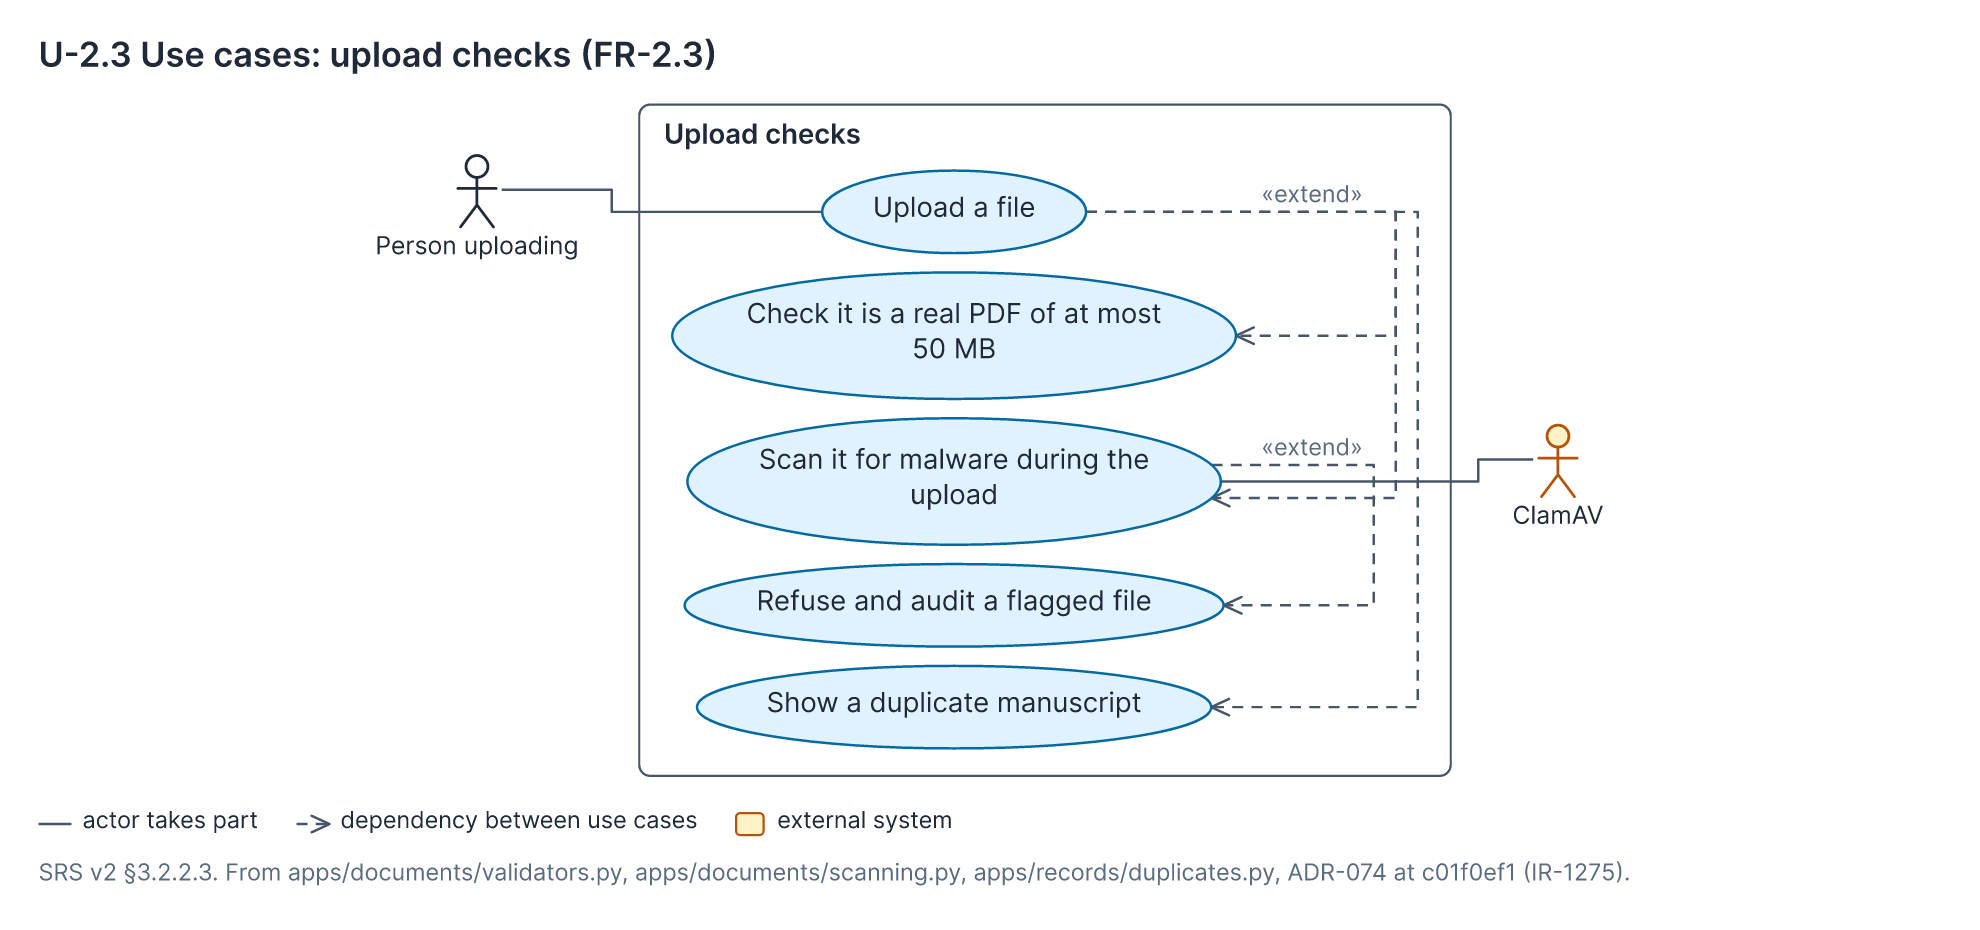 U-2.3 Use cases: upload checks (FR-2.3)
Upload checks
Person uploading
Upload a file
«extend»
Check it is a real PDF of at most
50 MB
Scan it for malware during the
upload
«extend»
ClamAV
Refuse and audit a flagged file
Show a duplicate manuscript
actor takes part
dependency between use cases
external system
SRS v2 §3.2.2.3. From apps/documents/validators.py, apps/documents/scanning.py, apps/records/duplicates.py, ADR-074 at c01f0ef1 (IR-1275).